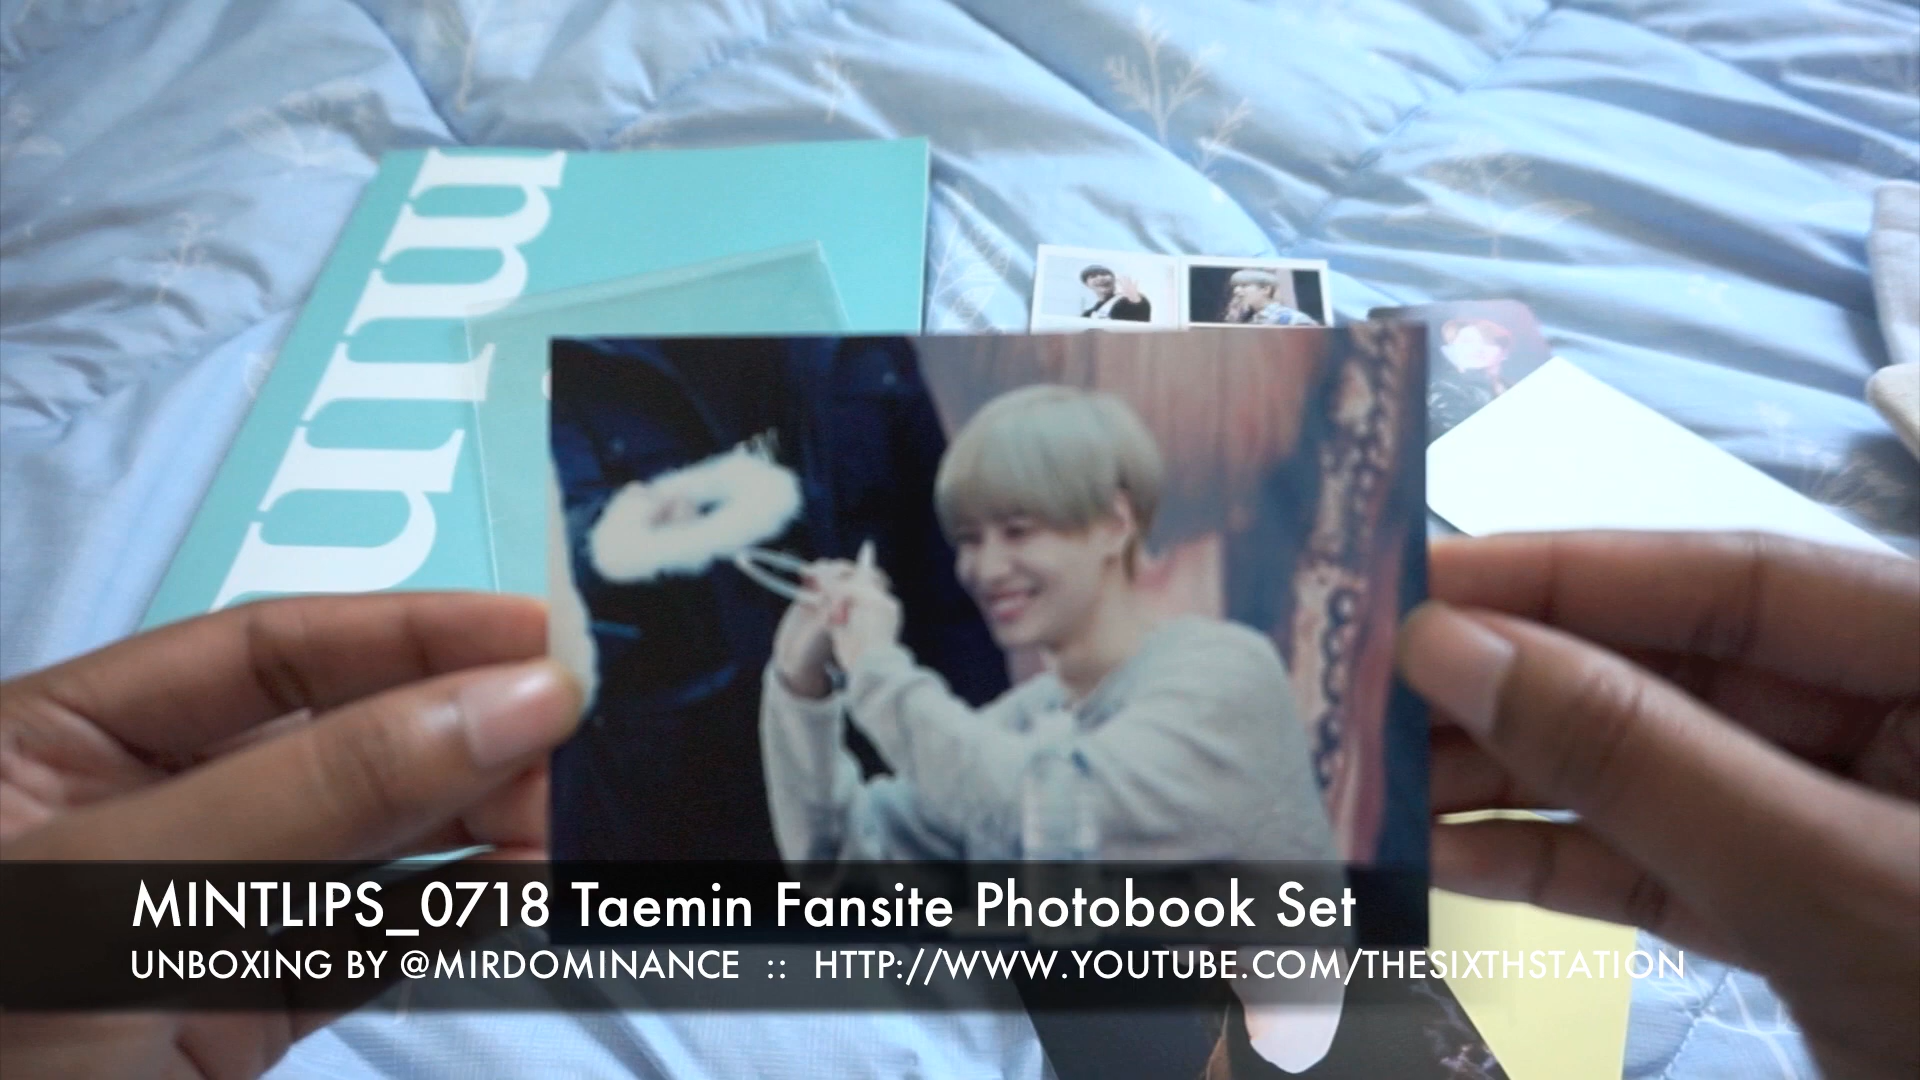 MINTLIPS_0718 Taemin Fansite Photobook Set
UNBOXING BY @MIRDOMINANCE :: HTTP://WWW.YOUTUBE.COM/THESIXTHSTATION